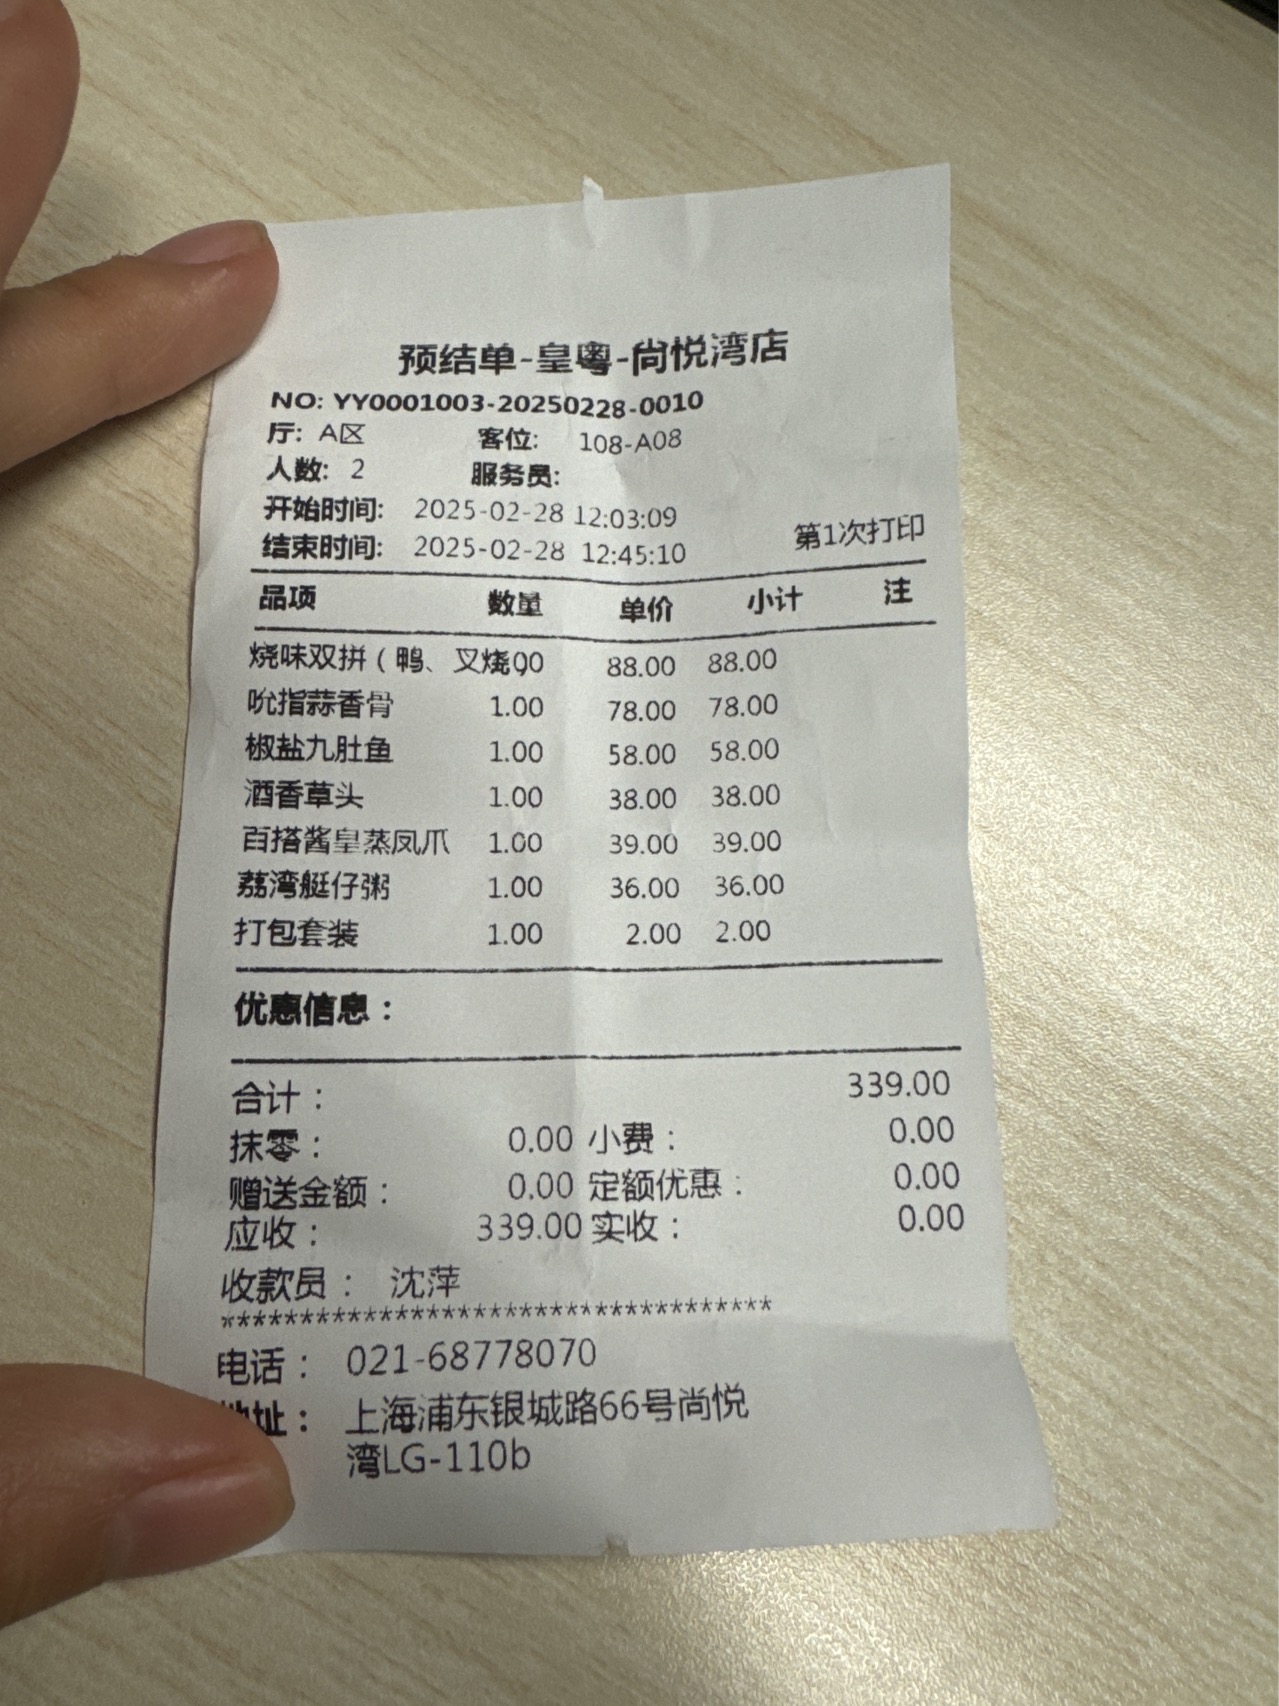 预结单-皇粤-尚悦湾店
NO: YY0001003-20250228-0010
厅: A区 客位: 108-A08
人数: 2 服务员:
开始时间: 2025-02-28 12:03:09
结束时间: 2025-02-28 12:45:10 第1次打印
品项 数量 单价 小计 注
烧味双拼（鸭、叉烧00 88.00 88.00
吮指蒜香骨 1.00 78.00 78.00
椒盐九肚鱼 1.00 58.00 58.00
酒香草头 1.00 38.00 38.00
百搭酱皇蒸凤爪 1.00 39.00 39.00
荔湾艇仔粥 1.00 36.00 36.00
打包套装 1.00 2.00 2.00
优惠信息：
合计： 339.00
抹零： 0.00 小费： 0.00
赠送金额： 0.00 定额优惠： 0.00
应收： 339.00 实收： 0.00
收款员： 沈萍
***********************************
电话： 021-68778070
地址： 上海浦东银城路66号尚悦
湾LG-110b